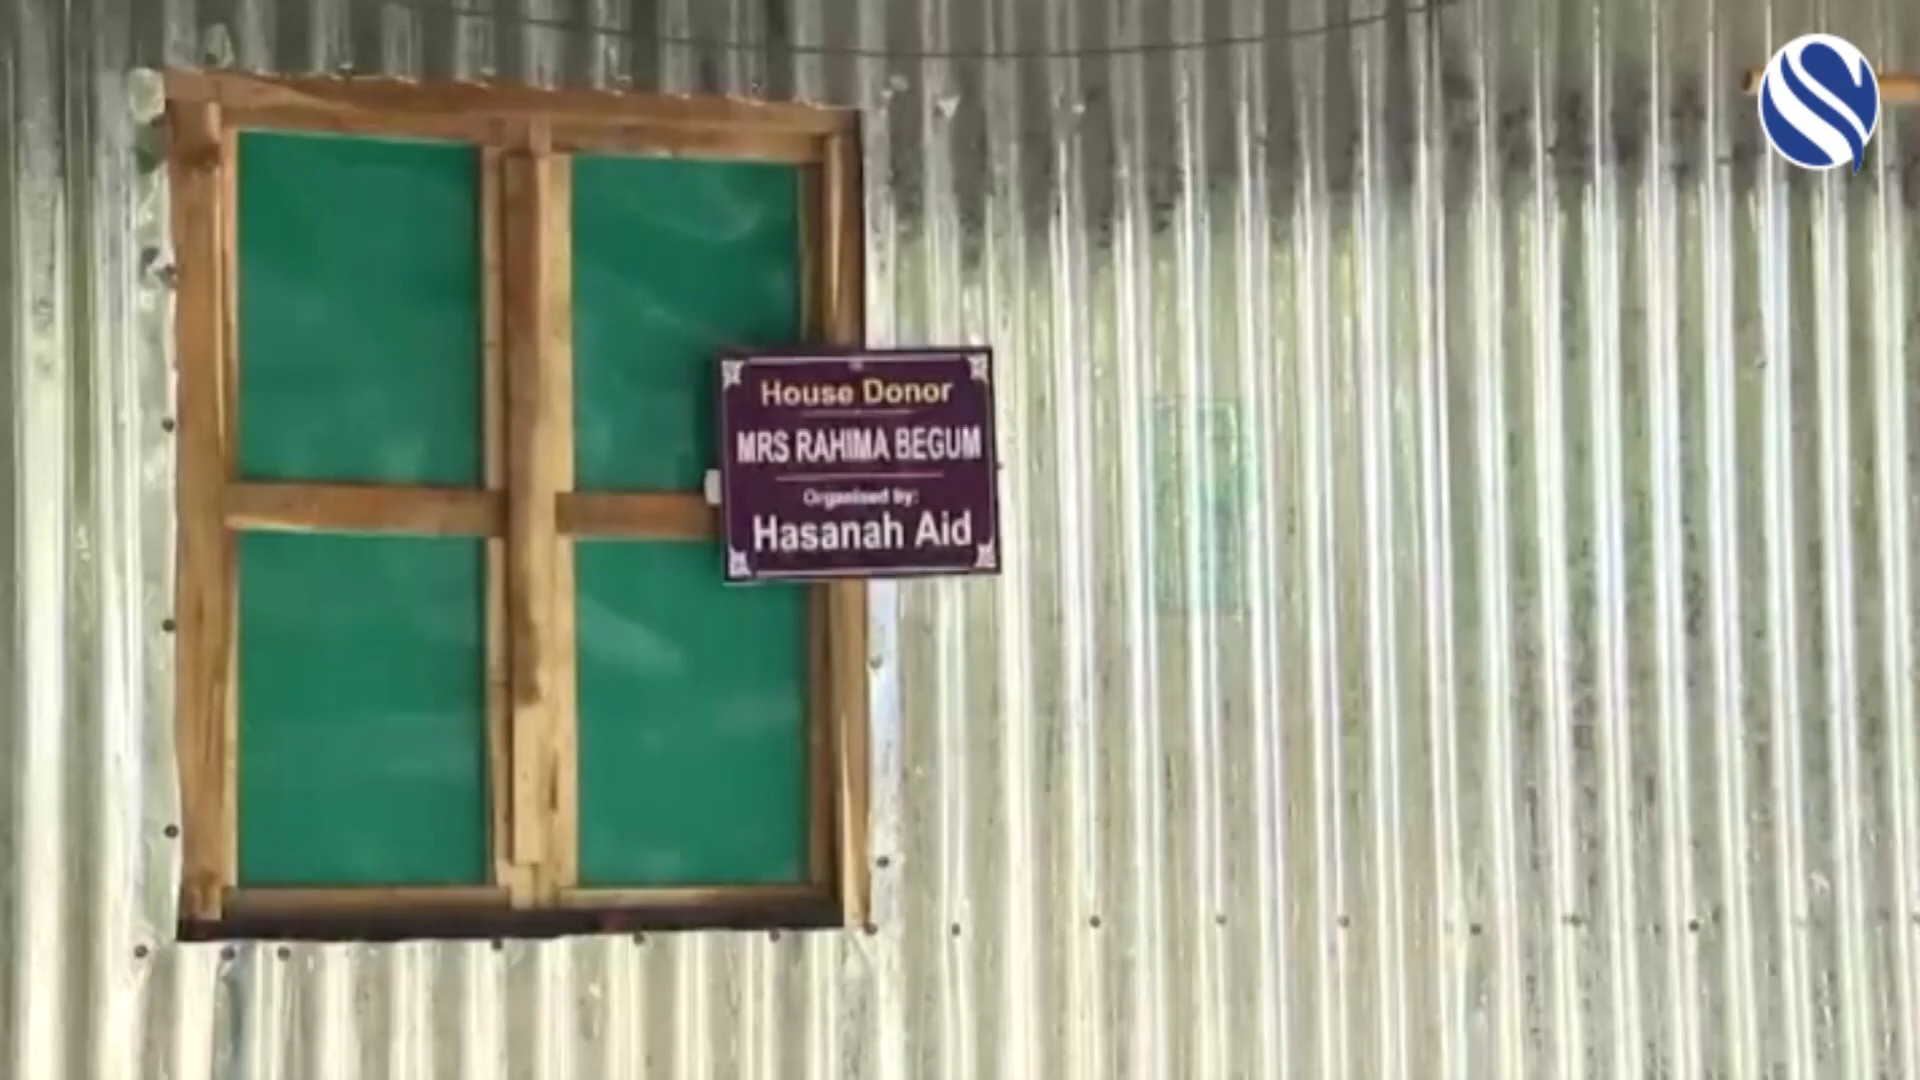 House Donor
MRS RAHIMA BEGUM
Organised by:
Hasanah Aid